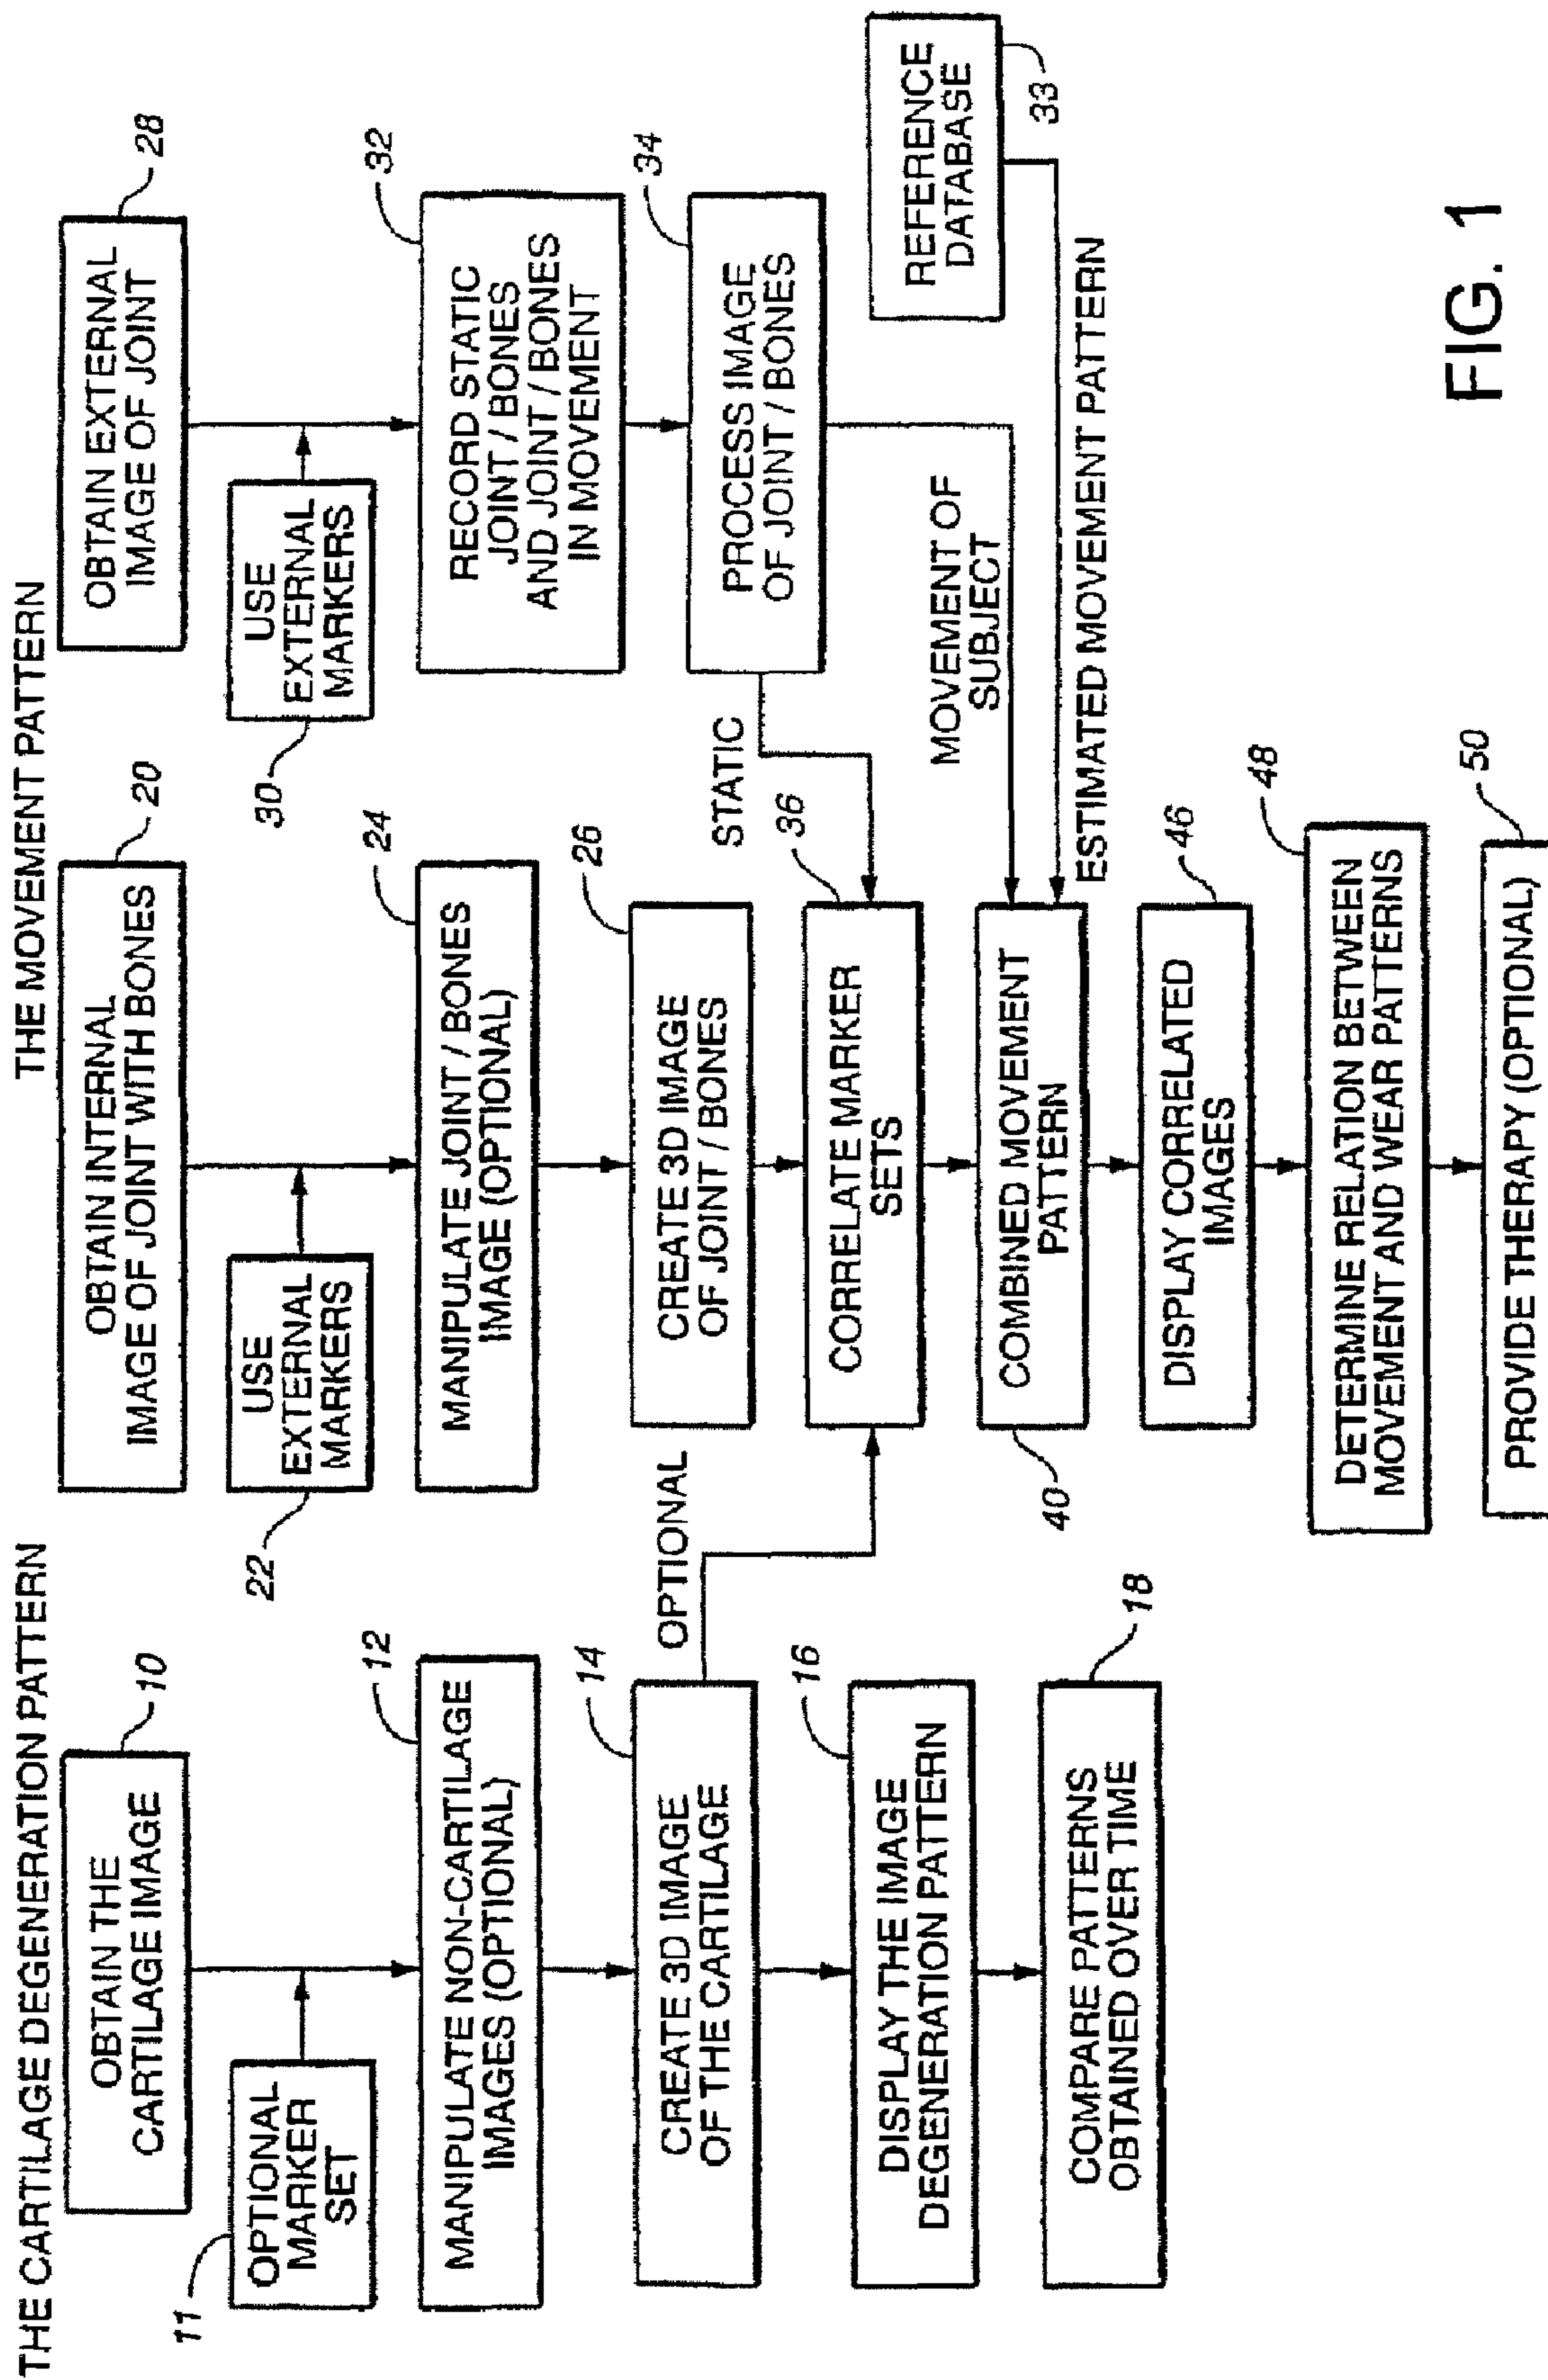 THE CARTILAGE DEGENERATION PATTERN
OBTAIN THE
CARTILAGE IMAGE
10
OPTIONAL
MARKER
SET
11
MANIPULATE NON-CARTILAGE
IMAGES (OPTIONAL)
12
CREATE 3D IMAGE
OF THE CARTILAGE
14
OPTIONAL
DISPLAY THE IMAGE
DEGENERATION PATTERN
16
COMPARE PATTERNS
OBTAINED OVER TIME
18
THE MOVEMENT PATTERN
OBTAIN INTERNAL
IMAGE OF JOINT WITH BONES
20
USE
EXTERNAL
MARKERS
22
MANIPULATE JOINT / BONES
IMAGE (OPTIONAL)
24
CREATE 3D IMAGE
OF JOINT / BONES
26
CORRELATE MARKER
SETS
36
COMBINED MOVEMENT
PATTERN
40
DISPLAY CORRELATED
IMAGES
46
DETERMINE RELATION BETWEEN
MOVEMENT AND WEAR PATTERNS
48
PROVIDE THERAPY (OPTIONAL)
50
OBTAIN EXTERNAL
IMAGE OF JOINT
28
USE
EXTERNAL
MARKERS
30
RECORD STATIC
JOINT / BONES
AND JOINT / BONES
IN MOVEMENT
32
PROCESS IMAGE
OF JOINT / BONES
34
STATIC
MOVEMENT OF
SUBJECT
REFERENCE
DATABASE
33
ESTIMATED MOVEMENT PATTERN
FIG. 1